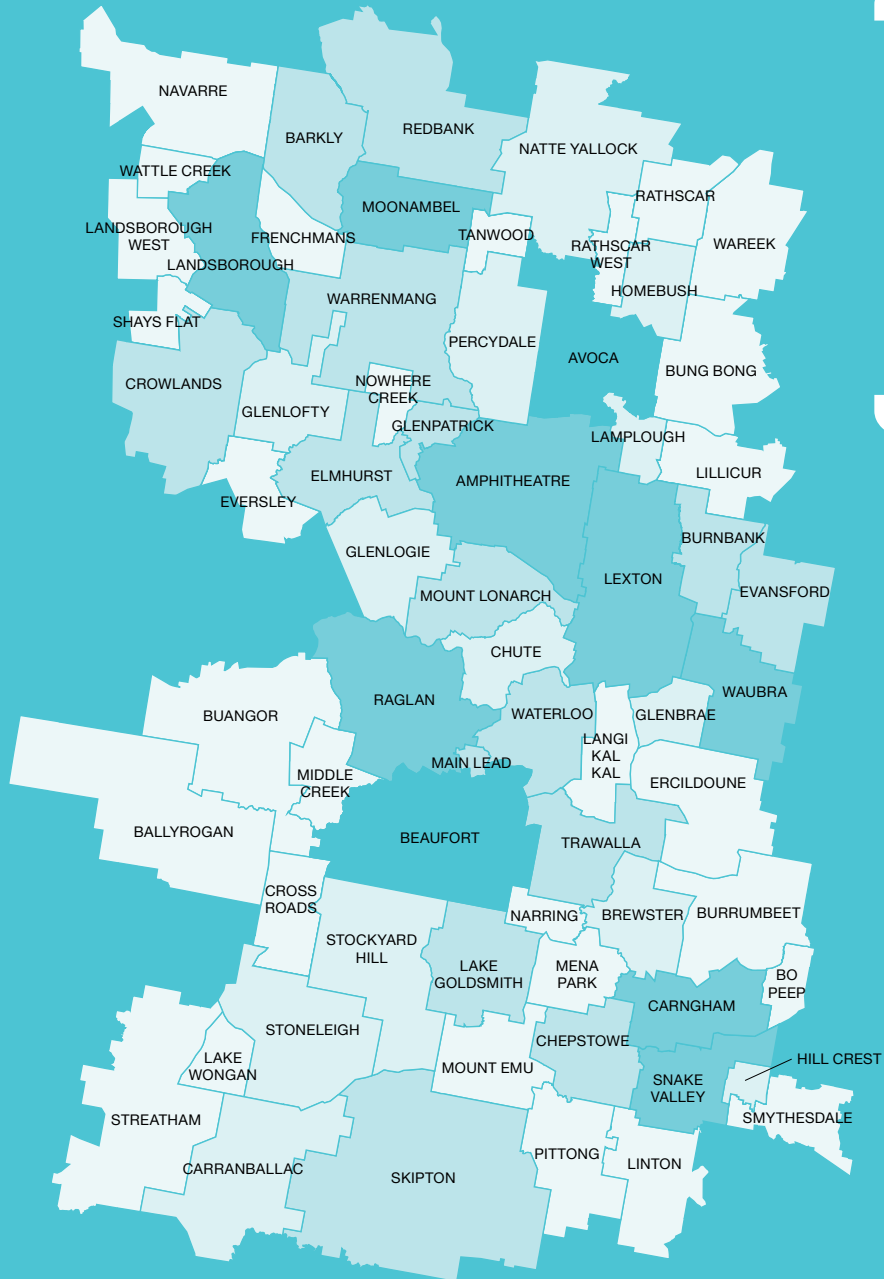 NAVARRE
BARKLY
REDBANK
NATTE YALLOCK
WATTLE CREEK
RATHSCAR
MOONAMBEL
LANDSBOROUGH
WEST
FRENCHMANS
TANWOOD
RATHSCAR
WEST
WAREEK
LANDSBOROUGH
HOMEBUSH
WARRENMANG
SHAYS FLAT
PERCYDALE
AVOCA
BUNG BONG
CROWLANDS
NOWHERE
CREEK
GLENLOFTY
GLENPATRICK
LAMPLOUGH
LILLICUR
ELMHURST
AMPHITHEATRE
EVERSLEY
BURNBANK
GLENLOGIE
LEXTON
EVANSFORD
MOUNT LONARCH
CHUTE
WAUBRA
RAGLAN
BUANGOR
WATERLOO
GLENBRAE
LANGI
KAL
KAL
MAIN LEAD
MIDDLE
CREEK
ERCILDOUNE
BALLYROGAN
BEAUFORT
TRAWALLA
CROSS
ROADS
NARRING
BREWSTER
BURRUMBEET
STOCKYARD
HILL
LAKE
GOLDSMITH
MENA
PARK
BO
PEEP
CARNGHAM
STONELEIGH
CHEPSTOWE
HILL CREST
LAKE
WONGAN
MOUNT EMU
SNAKE
VALLEY
STREATHAM
SMYTHESDALE
PITTONG
LINTON
CARRANBALLAC
SKIPTON